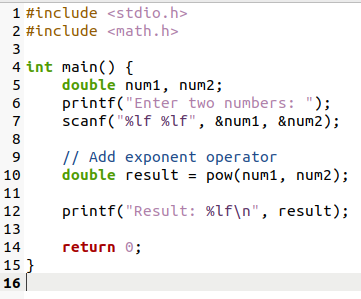 1 #include <stdio.h>
2 #include <math.h>
3
4 int main() {
5     double num1, num2;
6     printf("Enter two numbers: ");
7     scanf("%lf %lf", &num1, &num2);
8
9     // Add exponent operator
10     double result = pow(num1, num2);
11
12     printf("Result: %lf\n", result);
13
14     return 0;
15 }
16